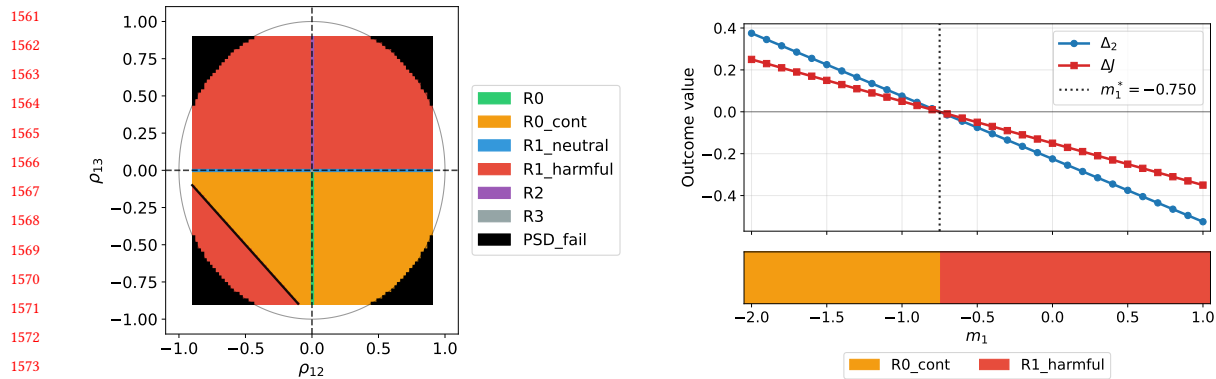 1561
1562
1563
1564
1565
1566
1567
1568
1569
1570
1571
1572
1573
1.00
0.75
0.50
0.25
0.00
−0.25
−0.50
−0.75
−1.00
ρ13
−1.0 −0.5 0.0 0.5 1.0
ρ12
R0
R0_cont
R1_neutral
R1_harmful
R2
R3
PSD_fail
0.4
0.2
0.0
−0.2
−0.4
Outcome value
Δ2
ΔJ
m1* = −0.750
−2.0 −1.5 −1.0 −0.5 0.0 0.5 1.0
m1
R0_cont R1_harmful